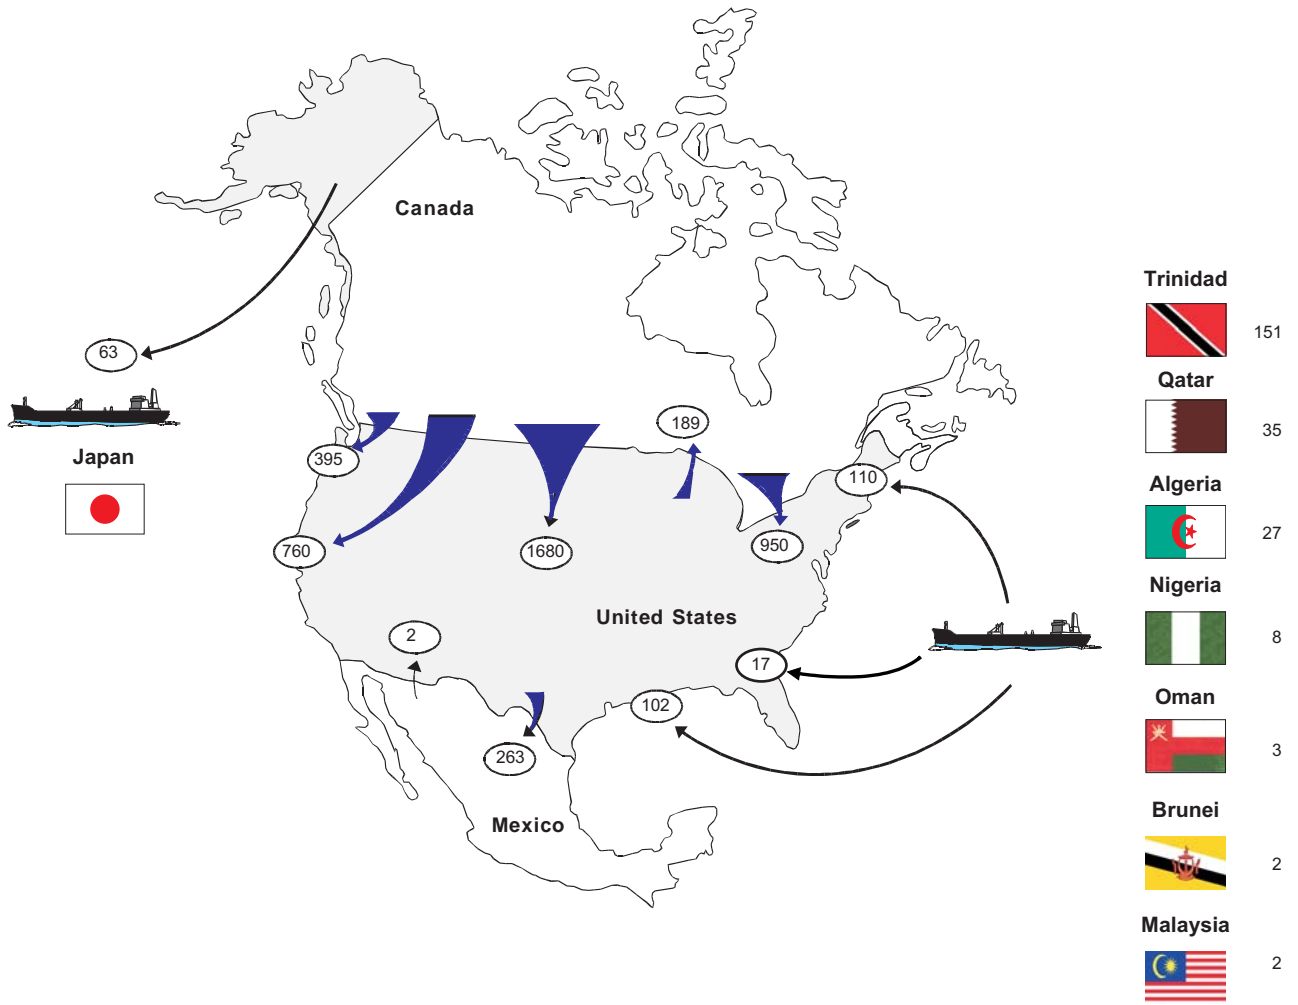 Canada
63
Japan
395
760
1680
189
950
110
United States
2
17
102
263
Mexico
Trinidad
151
Qatar
35
Algeria
27
Nigeria
8
Oman
3
Brunei
2
Malaysia
2